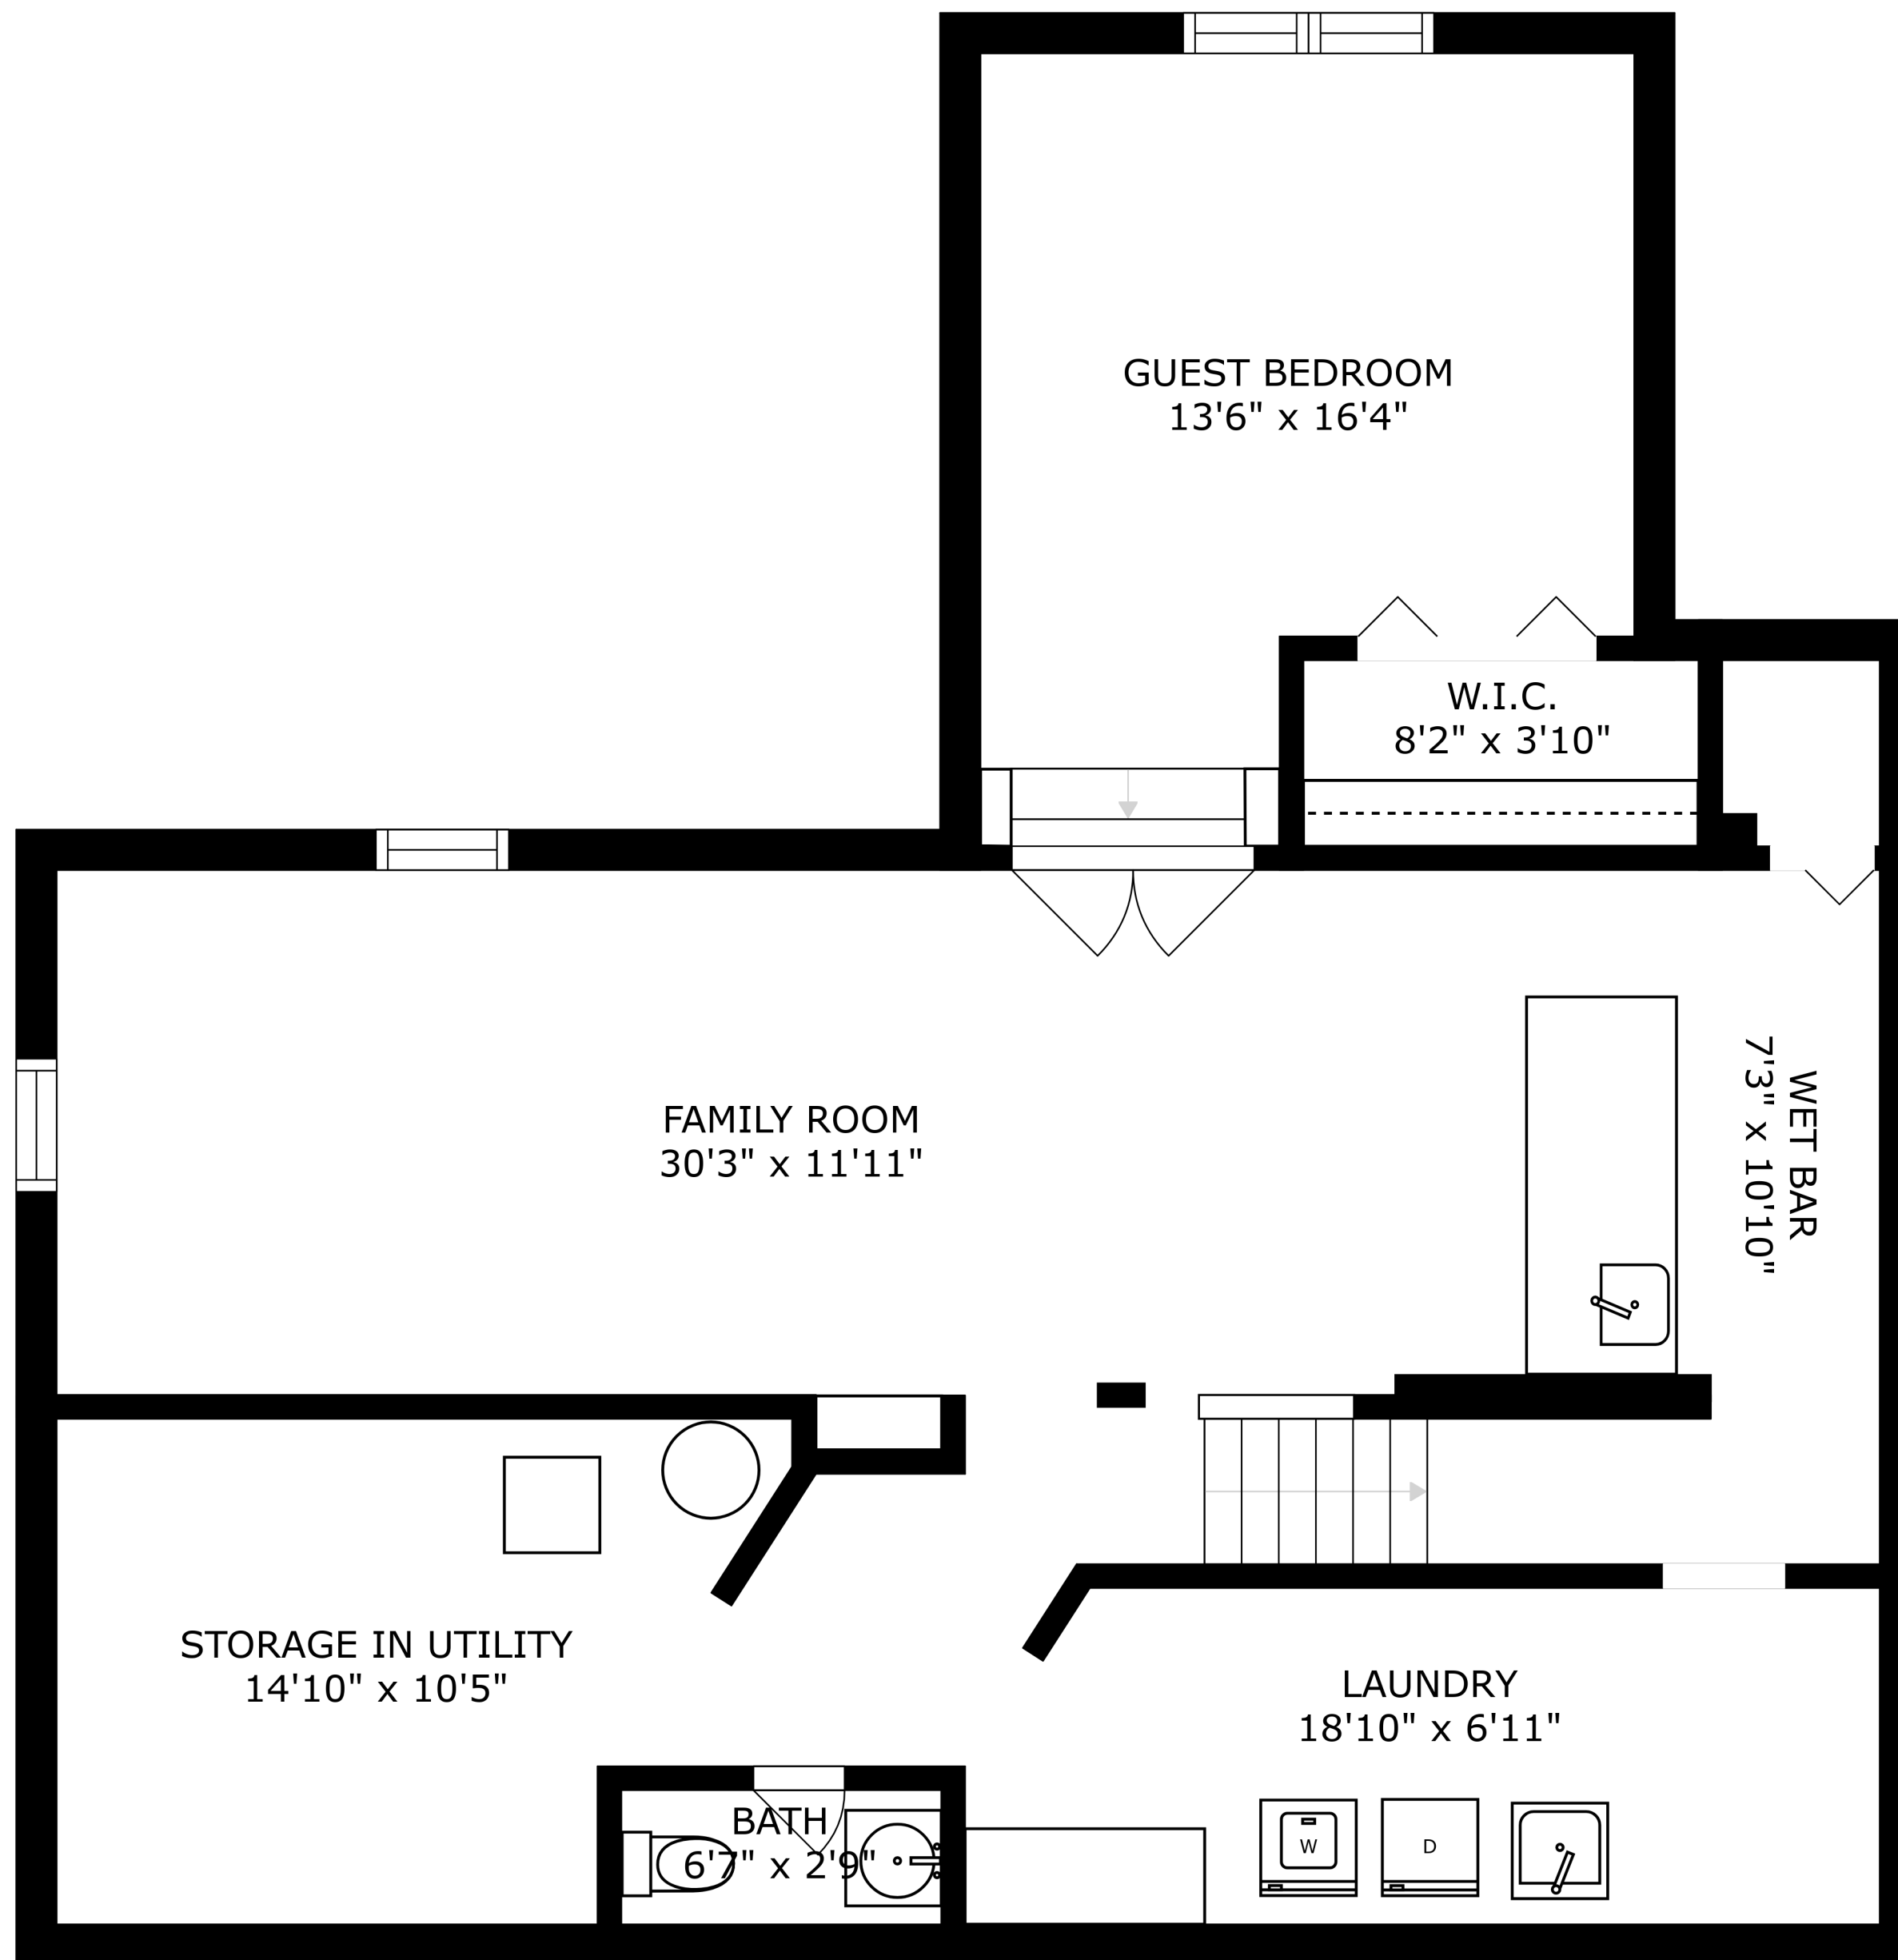 GUEST BEDROOM
13'6" x 16'4"
W.I.C.
8'2" x 3'10"
FAMILY ROOM
30'3" x 11'11"
WET BAR
7'3" x 10'10"
STORAGE IN UTILITY
14'10" x 10'5"
LAUNDRY
18'10" x 6'11"
BATH
6'7" x 2'9"
W
D